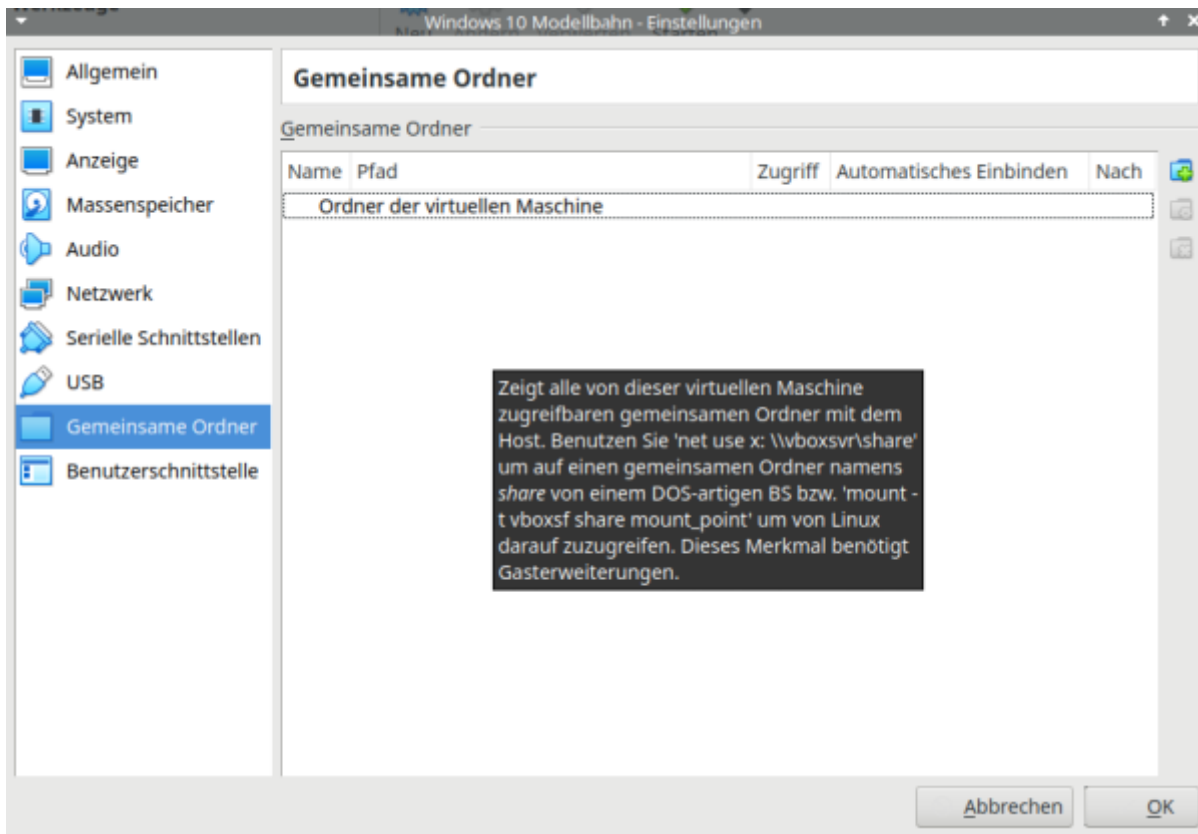 Windows 10 Modellbahn - Einstellungen
Allgemein
System
Anzeige
Massenspeicher
Audio
Netzwerk
Serielle Schnittstellen
USB
Gemeinsame Ordner
Benutzerschnittstelle
Gemeinsame Ordner
Gemeinsame Ordner
Name Pfad Zugriff Automatisches Einbinden Nach
Ordner der virtuellen Maschine
Zeigt alle von dieser virtuellen Maschine
zugreifbaren gemeinsamen Ordner mit dem
Host. Benutzen Sie 'net use x: \\vboxsvr\share'
um auf einen gemeinsamen Ordner namens
share von einem DOS-artigen BS bzw. 'mount -
t vboxsf share mount_point' um von Linux
darauf zuzugreifen. Dieses Merkmal benötigt
Gasterweiterungen.
Abbrechen OK